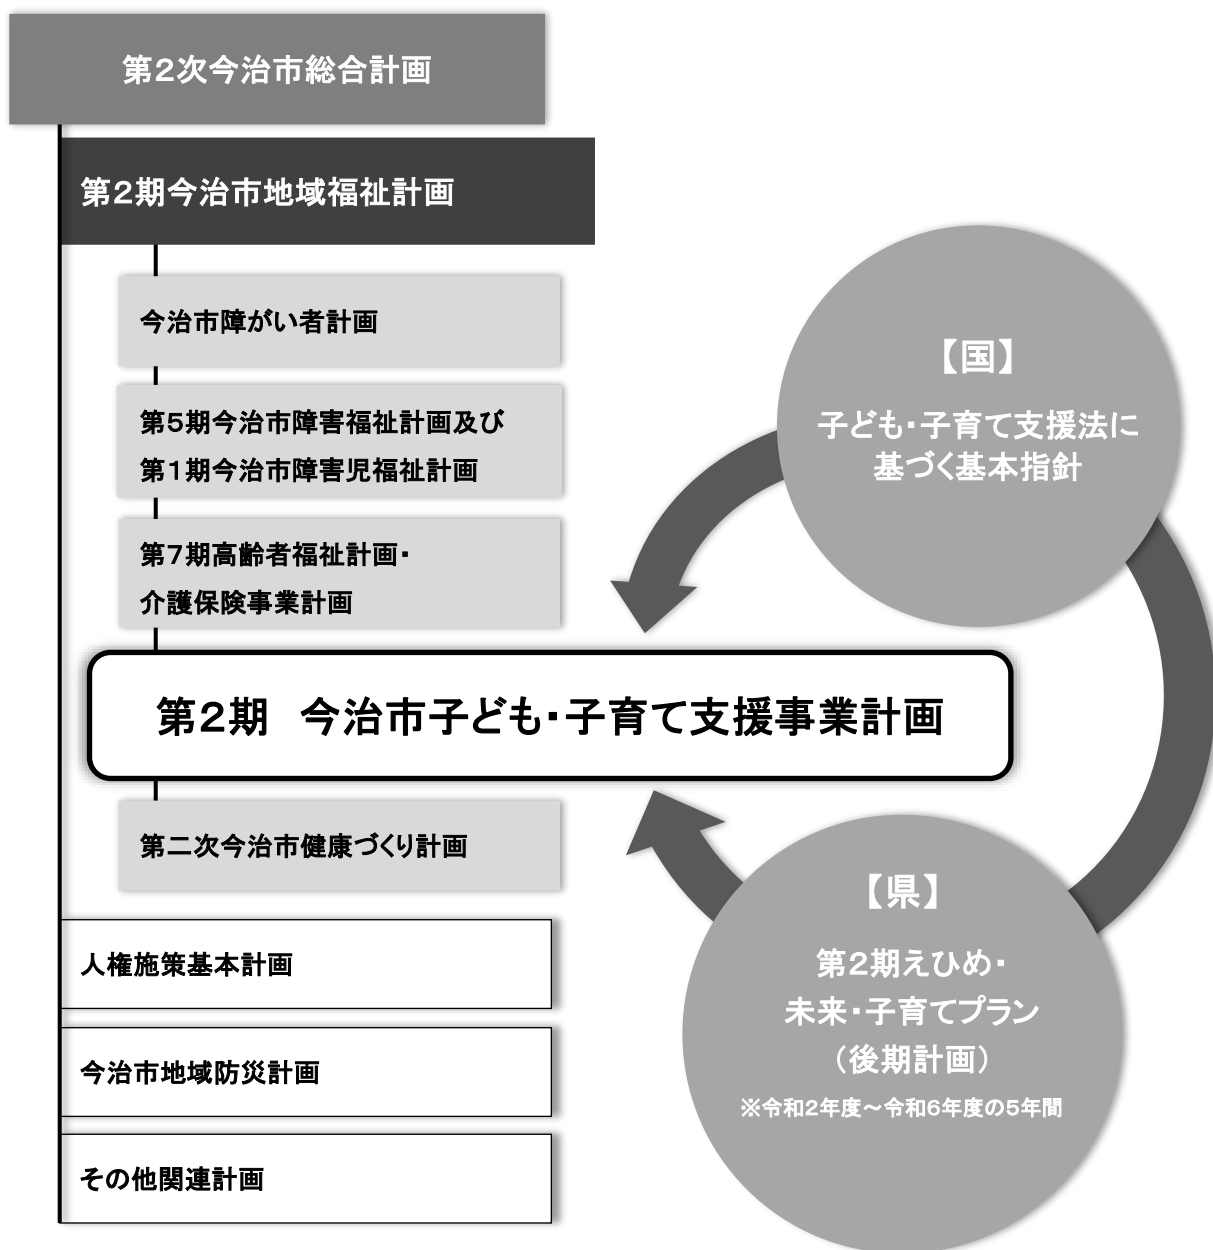 第2次今治市総合計画
第2期今治市地域福祉計画
今治市障がい者計画
第5期今治市障害福祉計画及び
第1期今治市障害児福祉計画
第7期高齢者福祉計画・
介護保険事業計画
第2期　今治市子ども・子育て支援事業計画
第二次今治市健康づくり計画
人権施策基本計画
今治市地域防災計画
その他関連計画
【国】
子ども・子育て支援法に
基づく基本指針
【県】
第2期えひめ・
未来・子育てプラン
（後期計画）
※令和2年度～令和6年度の5年間